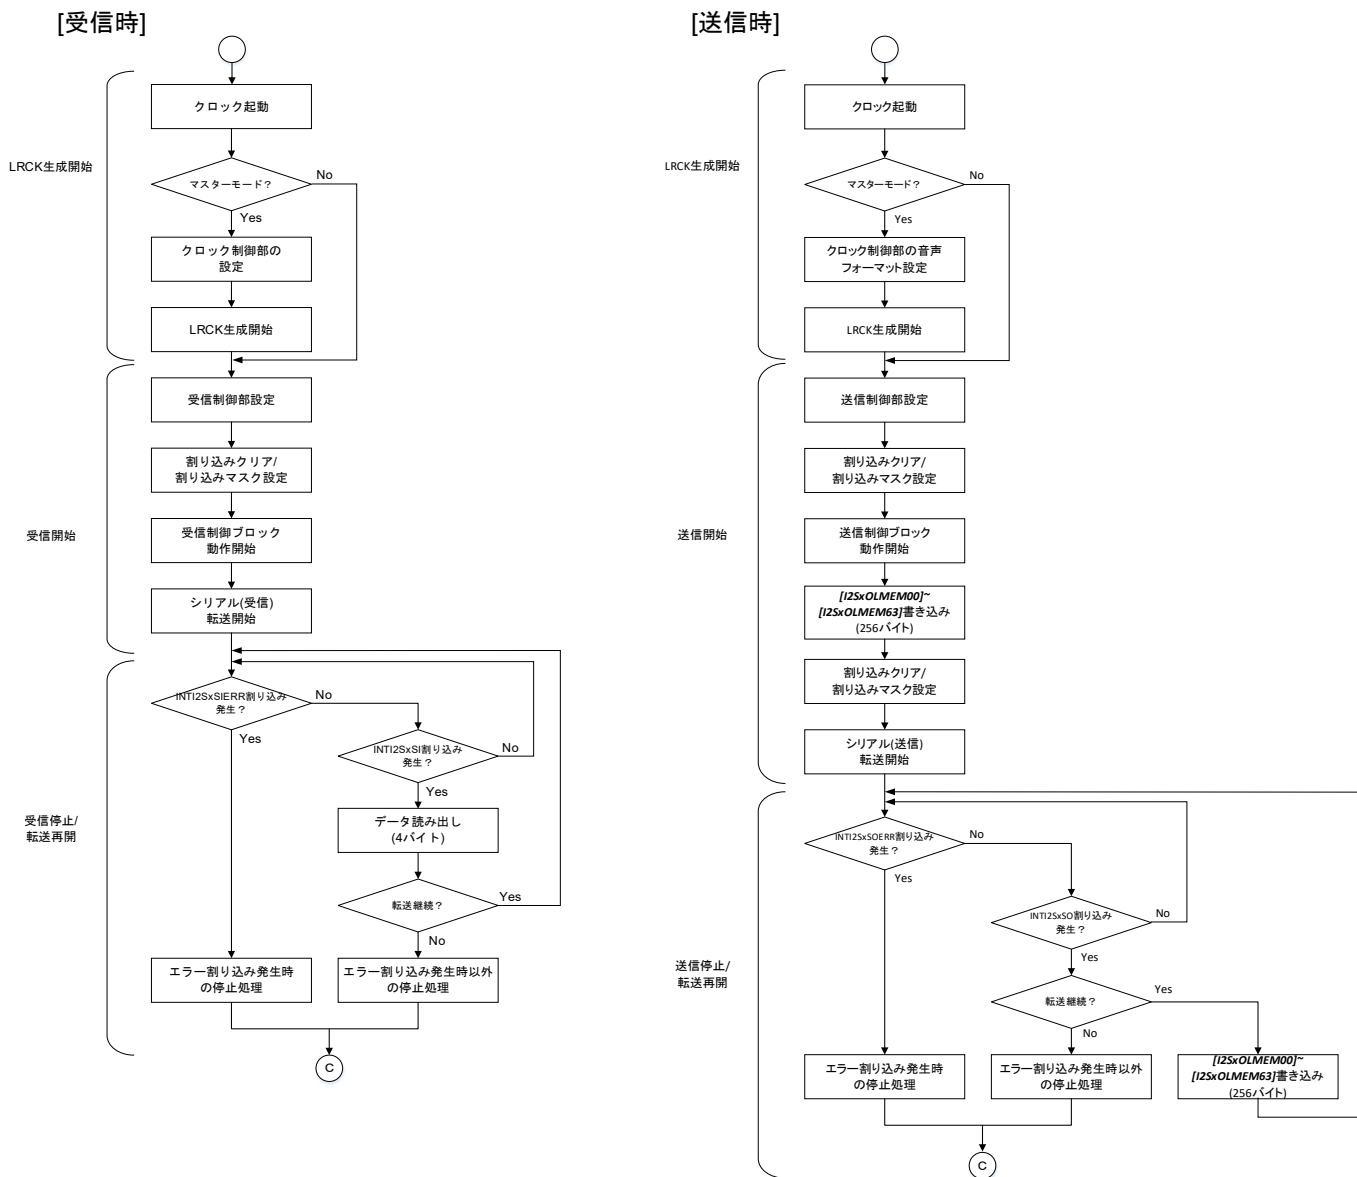 [受信時]
クロック起動
LRCK生成開始
マスターモード？
No
Yes
クロック制御部の
設定
LRCK生成開始
受信制御部設定
割り込みクリア/
割り込みマスク設定
受信開始
受信制御ブロック
動作開始
シリアル(受信)
転送開始
INTI2SxSIERR割り込み
発生？
No
Yes
INTI2SxSI割り込み
発生？
No
Yes
受信停止/
転送再開
データ読み出し
(4バイト)
転送継続？
Yes
No
エラー割り込み発生時
の停止処理
エラー割り込み発生時以外
の停止処理
C
[送信時]
クロック起動
LRCK生成開始
マスターモード？
No
Yes
クロック制御部の音声
フォーマット設定
LRCK生成開始
送信制御部設定
割り込みクリア/
割り込みマスク設定
送信開始
送信制御ブロック
動作開始
[I2SxOLMEM00]~
[I2SxOLMEM63]書き込み
(256バイト)
割り込みクリア/
割り込みマスク設定
シリアル(送信)
転送開始
INTI2SxSOERR割り込み
発生？
No
Yes
INTI2SxSO割り込み
発生？
No
Yes
送信停止/
転送再開
転送継続？
Yes
No
エラー割り込み発生時
の停止処理
エラー割り込み発生時以外
の停止処理
[I2SxOLMEM00]~
[I2SxOLMEM63]書き込み
(256バイト)
C